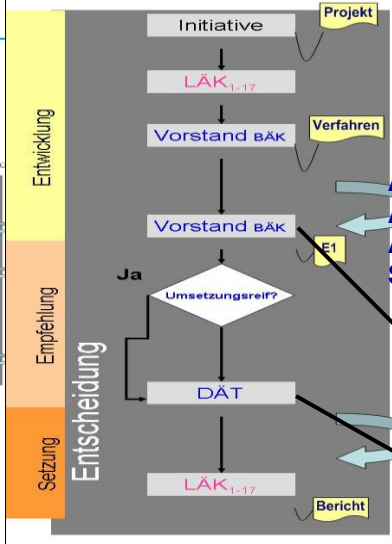 Projekt
Initiative
LÄK1-17
Verfahren
Vorstand BÄK
Entwicklung
Vorstand BÄK
E1
Ja
Umsetzungsreif?
Empfehlung
Entscheidung
DÄT
Setzung
LÄK1-17
Bericht